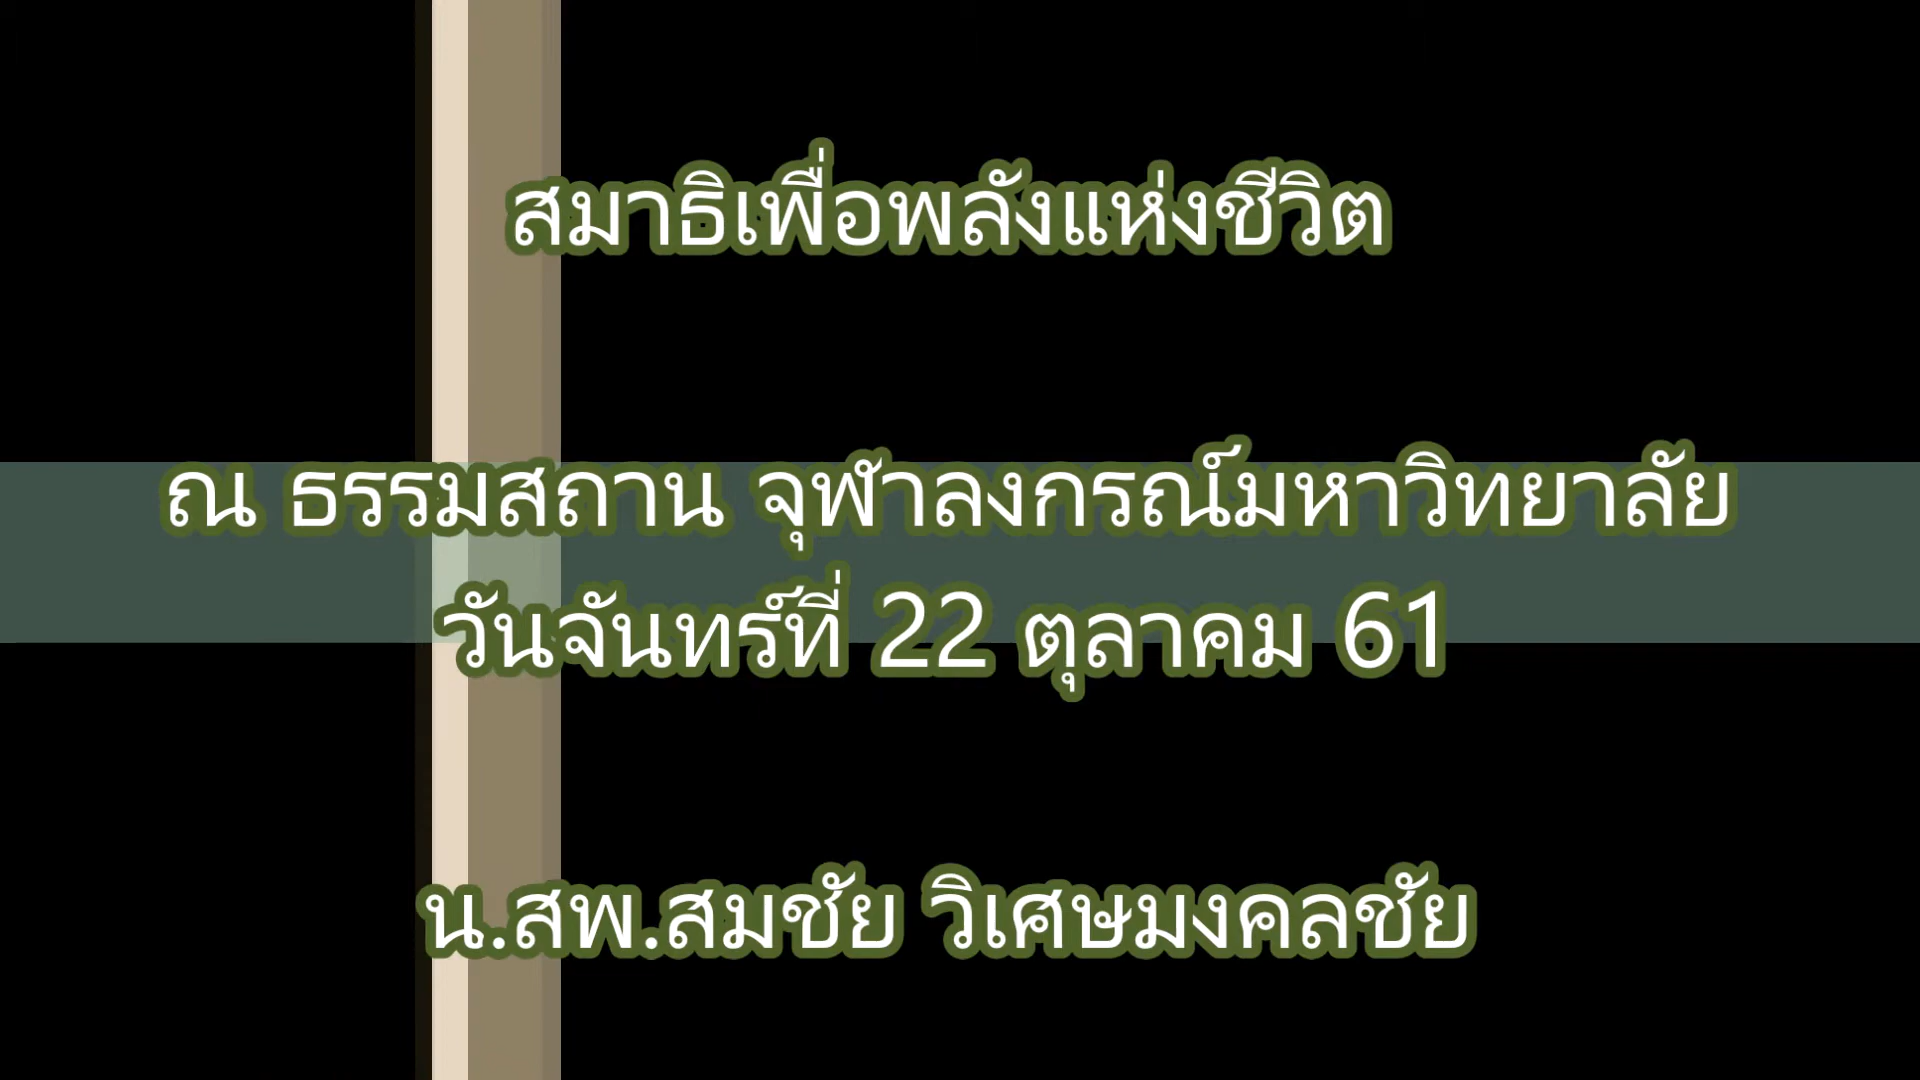 สมาธิเพื่อพลังแห่งชีวิต
ณ ธรรมสถาน จุฬาลงกรณ์มหาวิทยาลัย
วันจันทร์ที่ 22 ตุลาคม 61
น.สพ.สมชัย วิเศษมงคลชัย